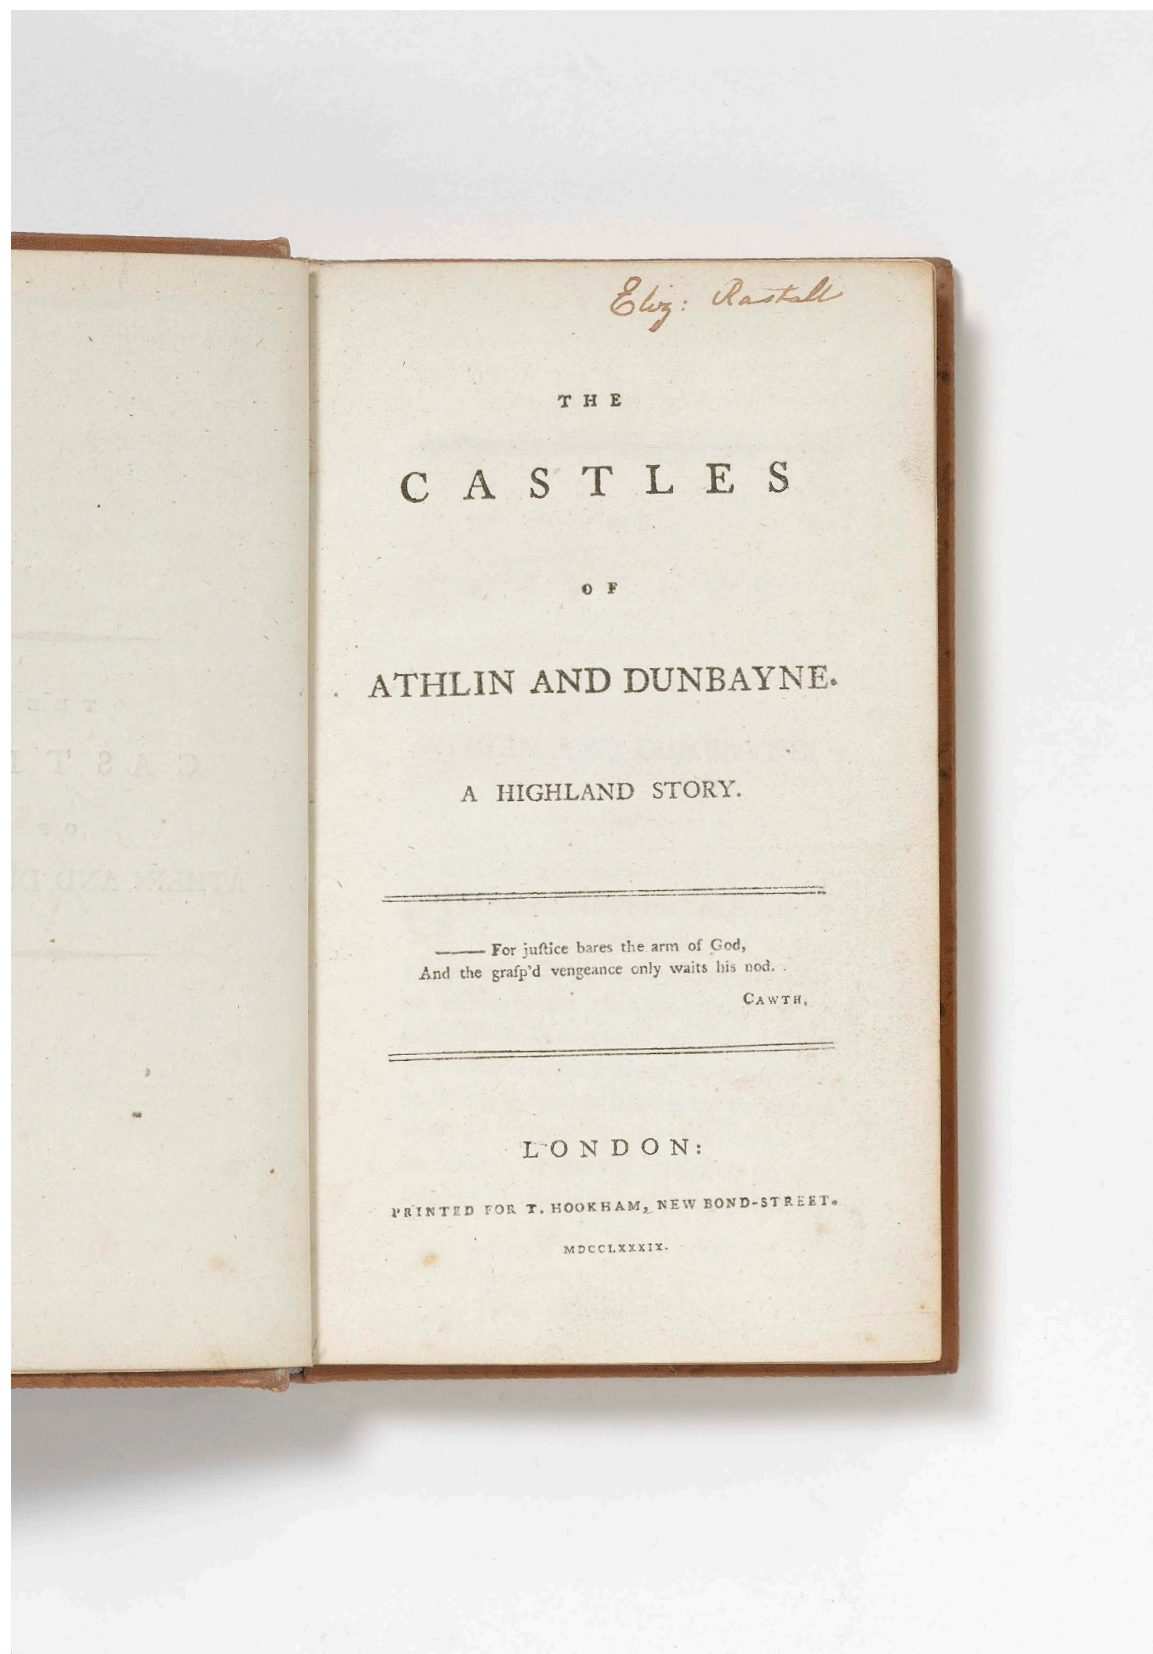 Eliz: Rastall
THE
CASTLES
OF
ATHLIN AND DUNBAYNE.
A HIGHLAND STORY.
—— For juſtice bares the arm of God,
And the graſp'd vengeance only waits his nod.
CAWTH.
LONDON:
PRINTED FOR T. HOOKHAM, NEW BOND-STREET.
MDCCLXXXIX.